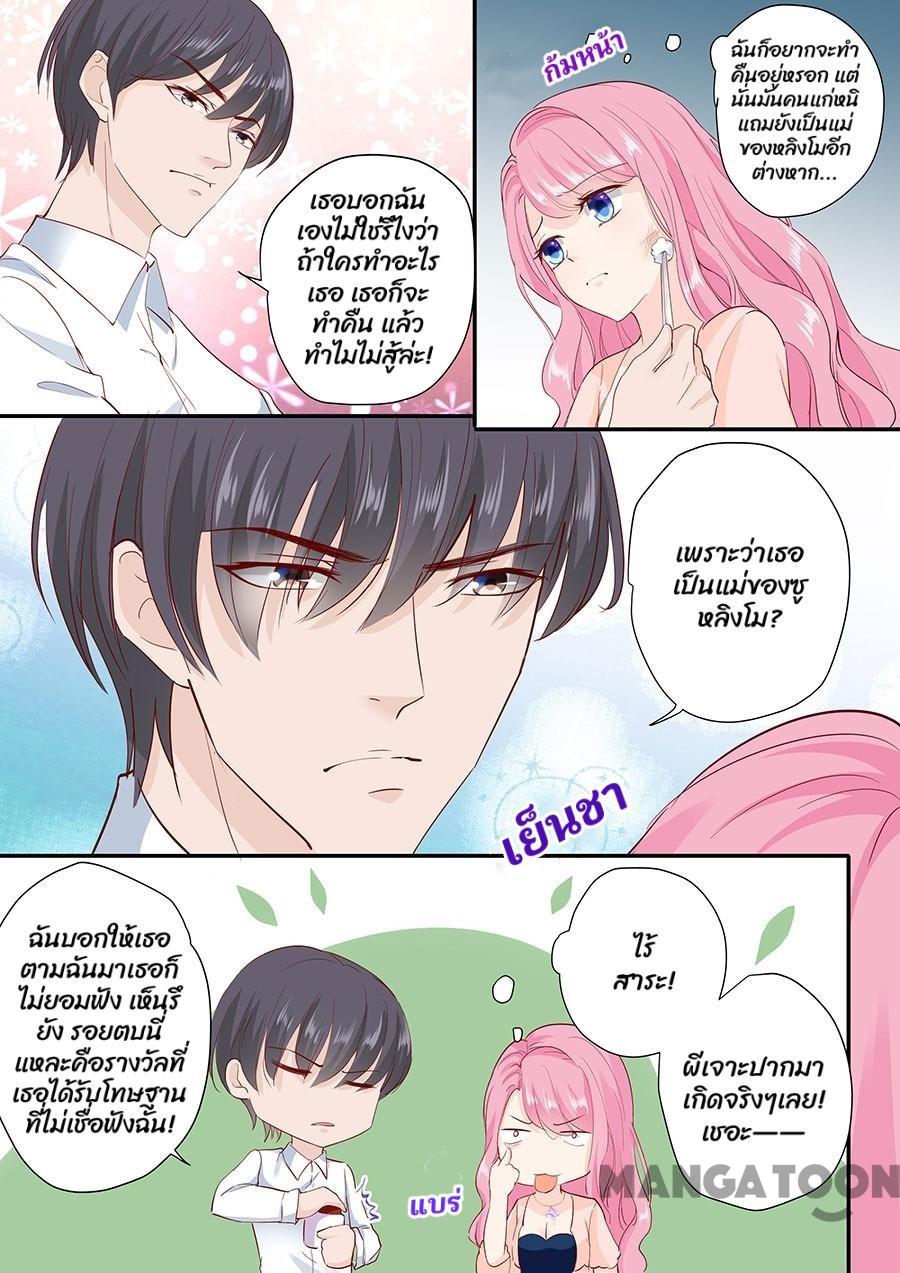 เธอบอกฉัน
เองไม่ใช่รึไงว่า
ถ้าใครทำอะไร
เธอ เธอก็จะ
ทำคืน แล้ว
ทำไมไม่สู้ล่ะ!
ก้มหน้า
ฉันก็อยากจะทำ
คืนอยู่หรอก แต่
นั่นมันคนแก่หนิ
แถมยังเป็นแม่
ของหลิงโมอีก
ต่างหาก...
เพราะว่าเธอ
เป็นแม่ของซู
หลิงโม?
เย็นชา
ฉันบอกให้เธอ
ตามฉันมาเธอก็
ไม่ยอมฟัง เห็นรึ
ยัง รอยตบนี่
แหละคือรางวัลที่
เธอได้รับโทษฐาน
ที่ไม่เชื่อฟังฉัน!
ไร้
สาระ!
ผีเจาะปากมา
เกิดจริงๆเลย!
เชอะ——
แบร่
MANGATOON